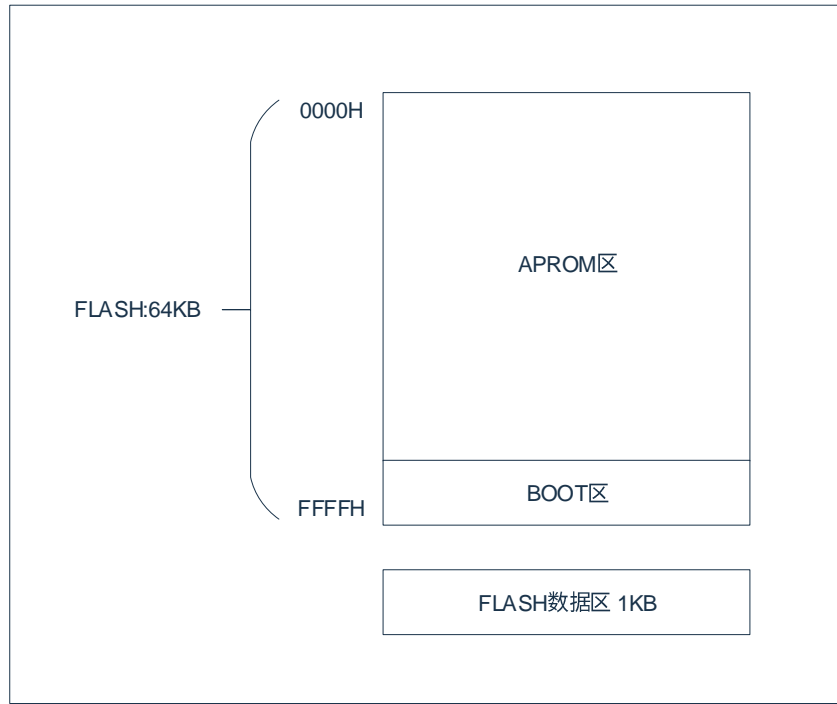 0000H
APROM区
FLASH:64KB
BOOT区
FFFFH
FLASH数据区 1KB